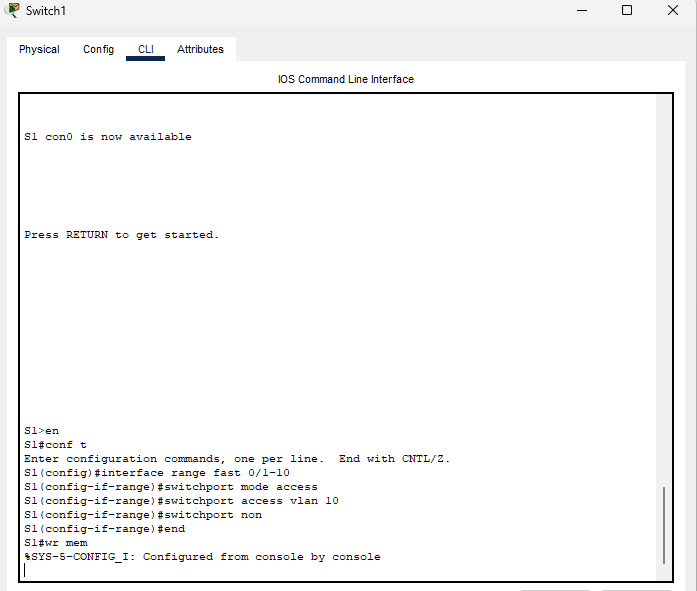 Switch1
Physical Config CLI Attributes
IOS Command Line Interface
S1 con0 is now available
Press RETURN to get started.
S1>en
S1#conf t
Enter configuration commands, one per line.  End with CNTL/Z.
S1(config)#interface range fast 0/1-10
S1(config-if-range)#switchport mode access
S1(config-if-range)#switchport access vlan 10
S1(config-if-range)#switchport non
S1(config-if-range)#end
S1#wr mem
%SYS-5-CONFIG_I: Configured from console by console